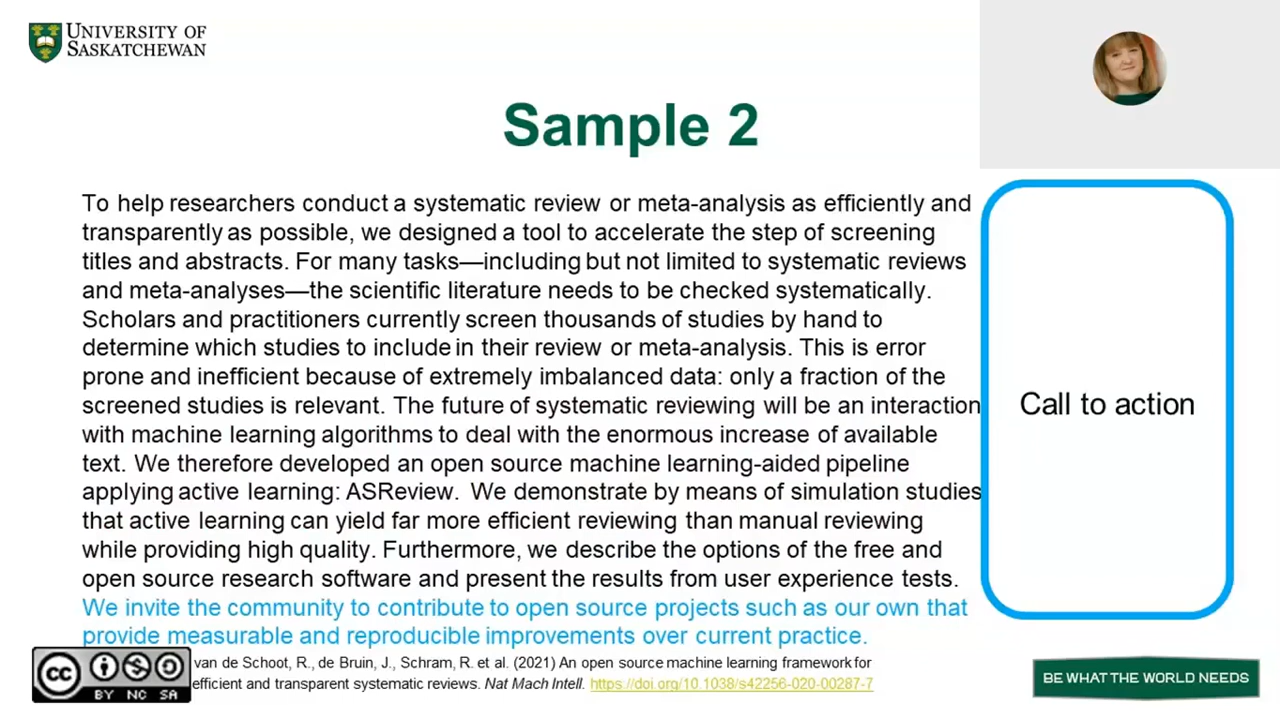 UNIVERSITY OF
SASKATCHEWAN
Sample 2
To help researchers conduct a systematic review or meta-analysis as efficiently and
transparently as possible, we designed a tool to accelerate the step of screening
titles and abstracts. For many tasks—including but not limited to systematic reviews
and meta-analyses—the scientific literature needs to be checked systematically.
Scholars and practitioners currently screen thousands of studies by hand to
determine which studies to include in their review or meta-analysis. This is error
prone and inefficient because of extremely imbalanced data: only a fraction of the
screened studies is relevant. The future of systematic reviewing will be an interaction
with machine learning algorithms to deal with the enormous increase of available
text. We therefore developed an open source machine learning-aided pipeline
applying active learning: ASReview. We demonstrate by means of simulation studies
that active learning can yield far more efficient reviewing than manual reviewing
while providing high quality. Furthermore, we describe the options of the free and
open source research software and present the results from user experience tests.
We invite the community to contribute to open source projects such as our own that
provide measurable and reproducible improvements over current practice.
Call to action
van de Schoot, R., de Bruin, J., Schram, R. et al. (2021) An open source machine learning framework for
efficient and transparent systematic reviews. Nat Mach Intell. https://doi.org/10.1038/s42256-020-00287-7
CC
BY NC SA
BE WHAT THE WORLD NEEDS